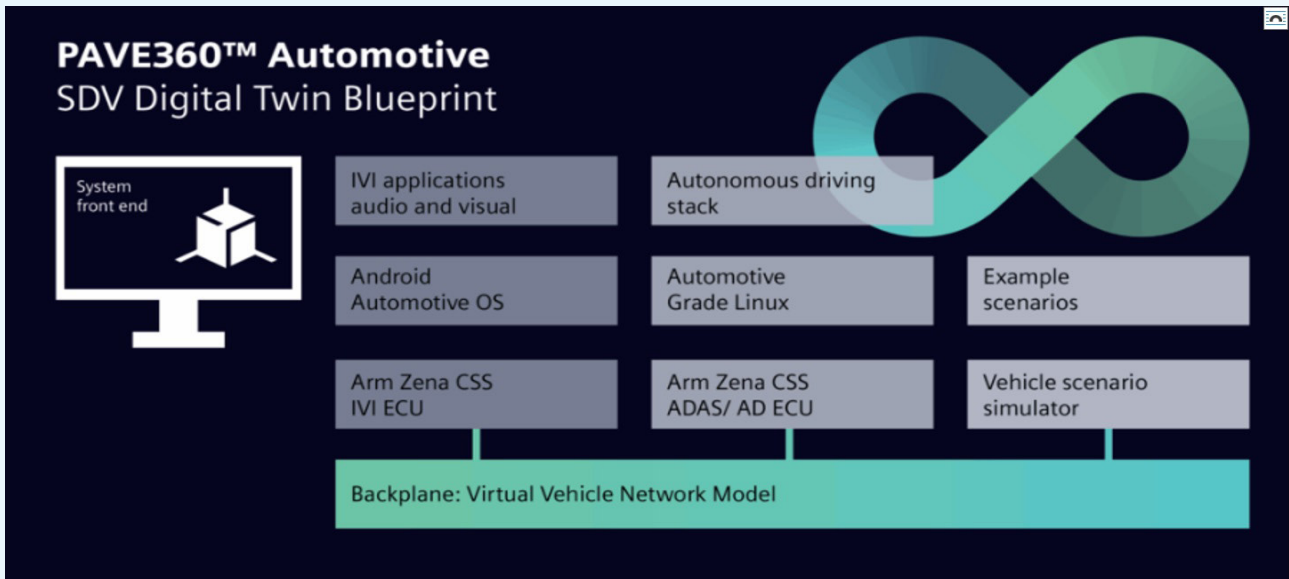 PAVE360™ Automotive
SDV Digital Twin Blueprint
System
front end
IVI applications
audio and visual
Autonomous driving
stack
Android
Automotive OS
Automotive
Grade Linux
Example
scenarios
Arm Zena CSS
IVI ECU
Arm Zena CSS
ADAS/ AD ECU
Vehicle scenario
simulator
Backplane: Virtual Vehicle Network Model